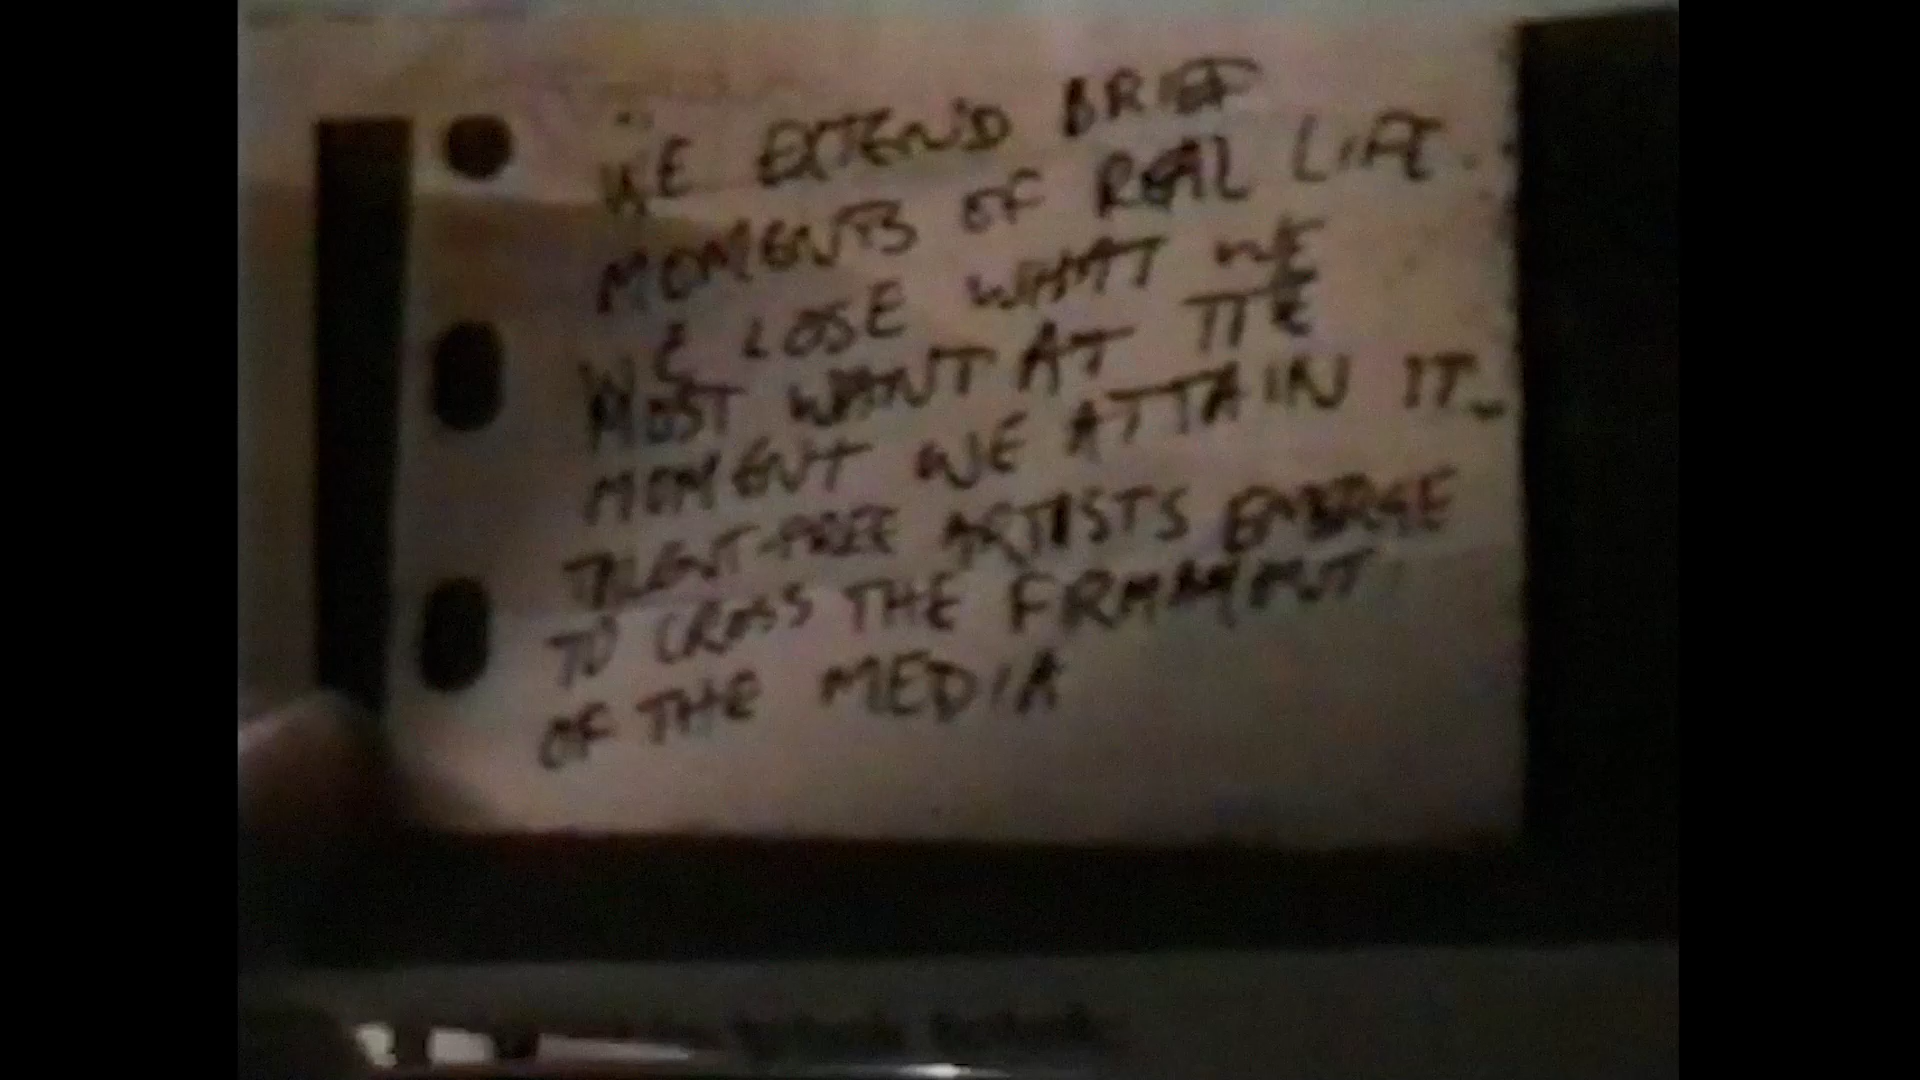 WE EXTEND BRIEF
MOMENTS OF REAL LIFE.
WE LOSE WHAT WE
MOST WANT AT THE
MOMENT WE ATTAIN IT.
TALENT-FREE ARTISTS EMERGE
TO CROSS THE FIRMAMENT
OF THE MEDIA